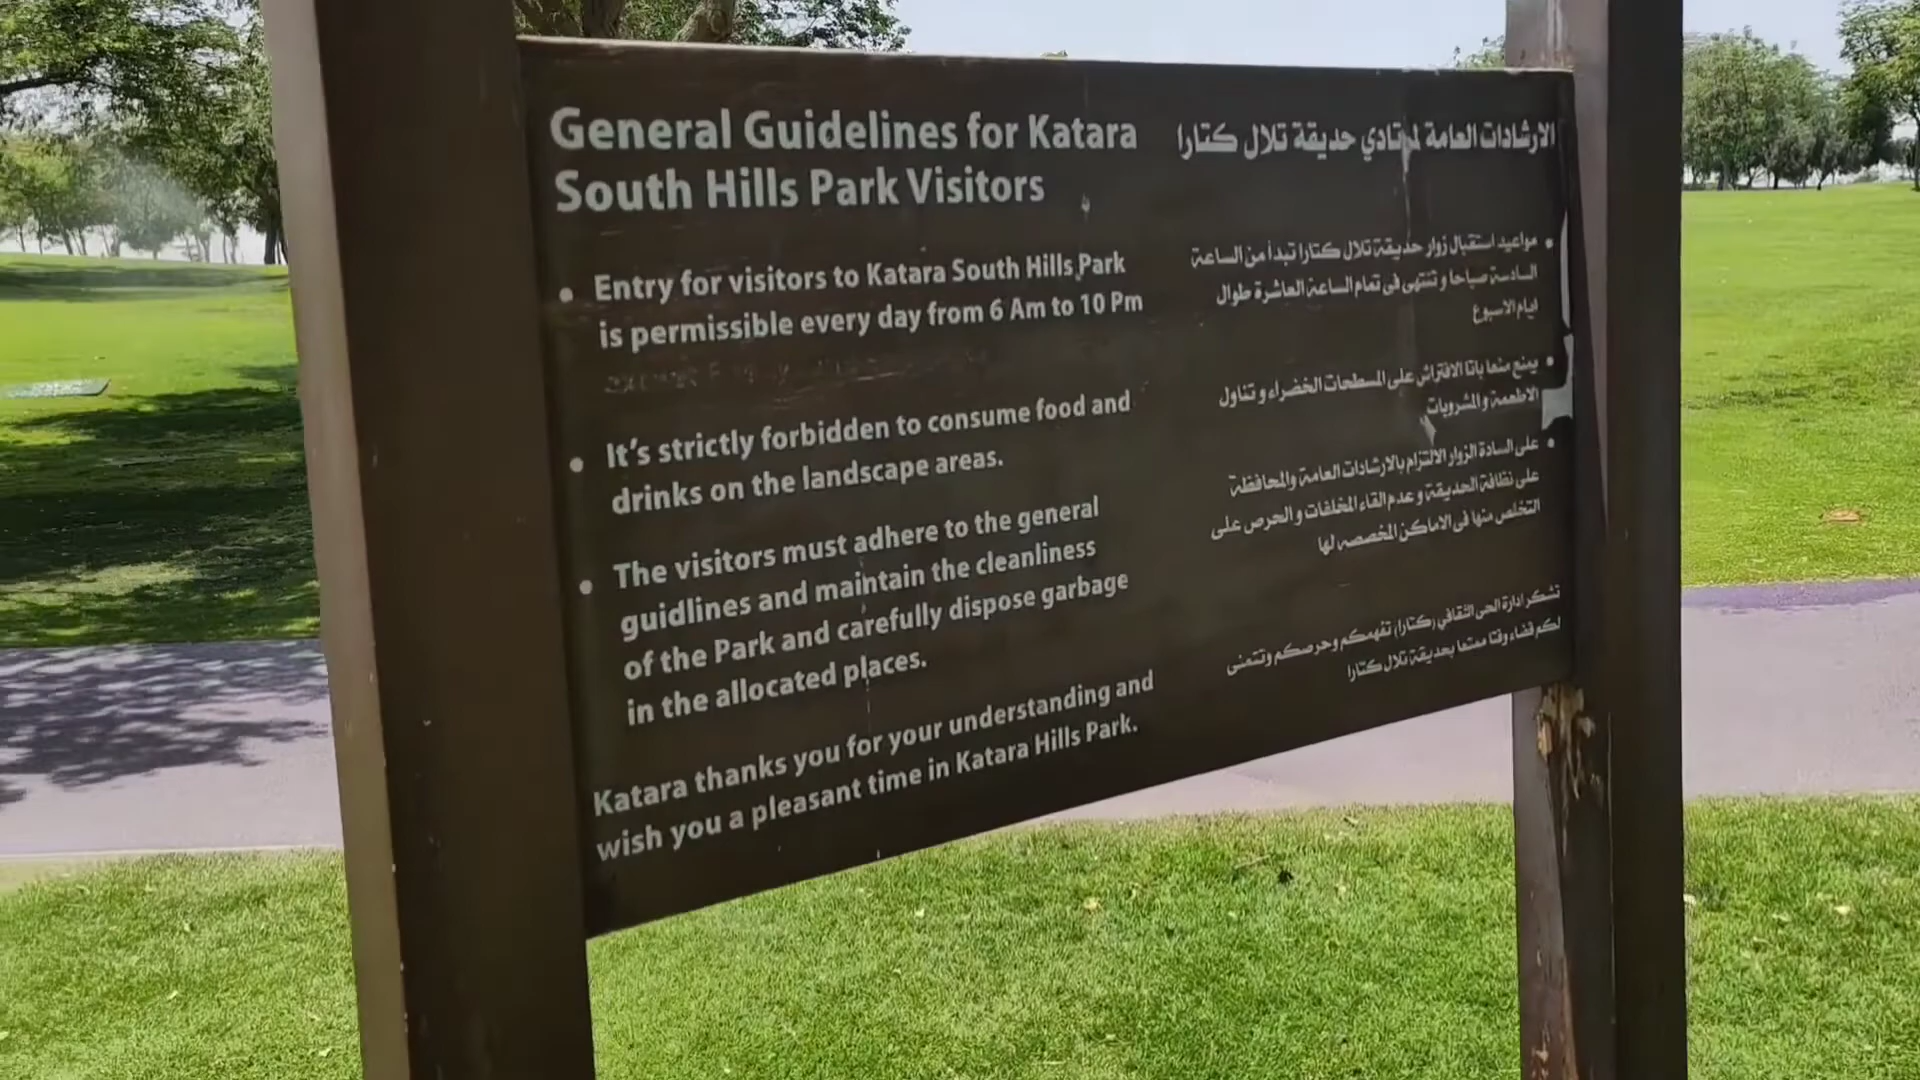 General Guidelines for Katara
South Hills Park Visitors
• Entry for visitors to Katara South Hills Park
is permissible every day from 6 Am to 10 Pm
• It's strictly forbidden to consume food and
drinks on the landscape areas.
• The visitors must adhere to the general
guidlines and maintain the cleanliness
of the Park and carefully dispose garbage
in the allocated places.
Katara thanks you for your understanding and
wish you a pleasant time in Katara Hills Park.
الارشادات العامة لمرتادي حديقة تلال كتارا
• مواعيد استقبال زوار حديقة تلال كتارا تبدأ من الساعة
السادسة صباحا و تنتهى فى تمام الساعة العاشرة طوال
ايام الاسبوع
• يمنع منعا باتا الافتراش على المسطحات الخضراء و تناول
الاطعمة والمشروبات
• على السادة الزوار الالتزام بالارشادات العامة والمحافظة
على نظافة الحديقة و عدم القاء المخلفات و الحرص على
التخلص منها فى الاماكن المخصصه لها
تشكر ادارة الحى الثقافي (كتارا) تفهمكم وحرصكم وتتمنى
لكم قضاء وقتا ممتعا بحديقة تلال كتارا